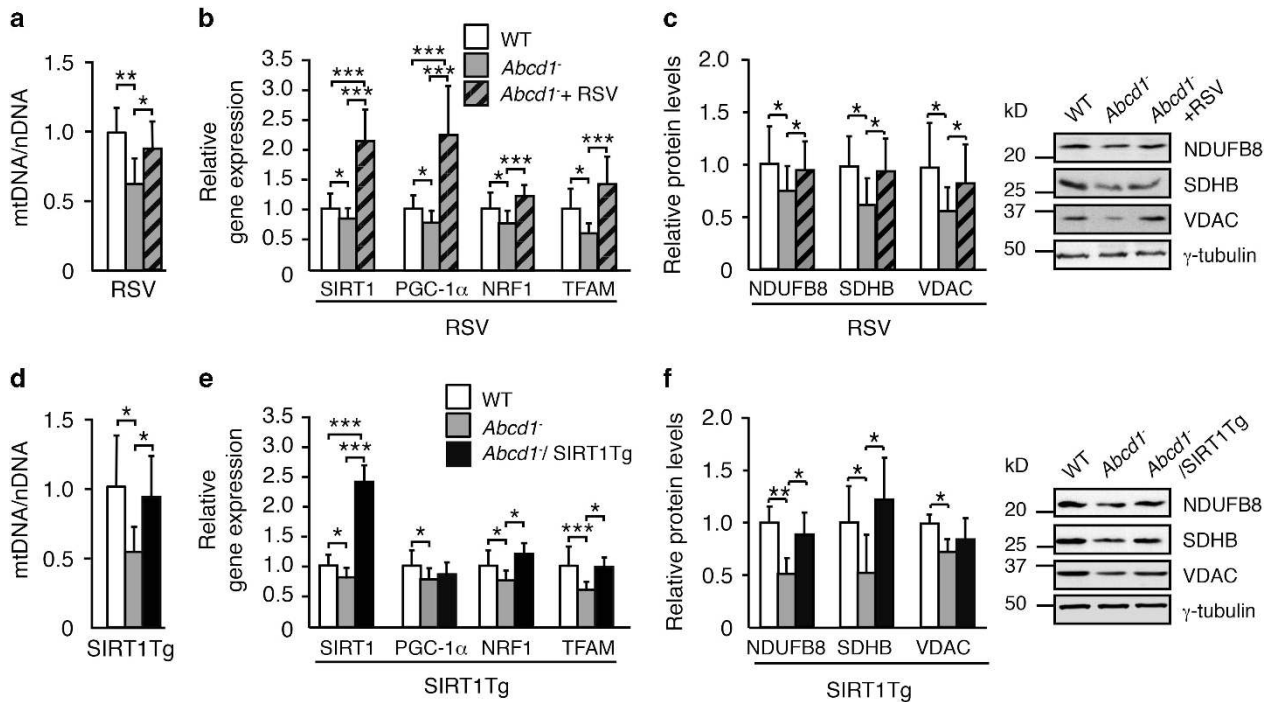 a
mtDNA/nDNA
1.5
1.0
0.5
0
**
*
RSV
b
Relative
gene expression
3.5
3.0
2.5
2.0
1.5
1.0
0.5
0
WT
Abcd1-
Abcd1- + RSV
***
***
*
***
***
*
*
***
*
***
SIRT1 PGC-1α NRF1 TFAM
RSV
c
Relative protein levels
2.0
1.5
1.0
0.5
0
* *
* *
* *
NDUFB8 SDHB VDAC
RSV
kD
WT
Abcd1-
Abcd1-
+RSV
20 NDUFB8
25 SDHB
37 VDAC
50 γ-tubulin
d
mtDNA/nDNA
1.5
1.0
0.5
0
* *
SIRT1Tg
e
Relative
gene expression
3.5
3.0
2.5
2.0
1.5
1.0
0.5
0
WT
Abcd1-
Abcd1-/ SIRT1Tg
***
***
*
*
* *
*** *
SIRT1 PGC-1α NRF1 TFAM
SIRT1Tg
f
Relative protein levels
2.0
1.5
1.0
0.5
0
** *
* *
*
NDUFB8 SDHB VDAC
SIRT1Tg
kD
WT
Abcd1-
Abcd1-
/SIRT1Tg
20 NDUFB8
25 SDHB
37 VDAC
50 γ-tubulin